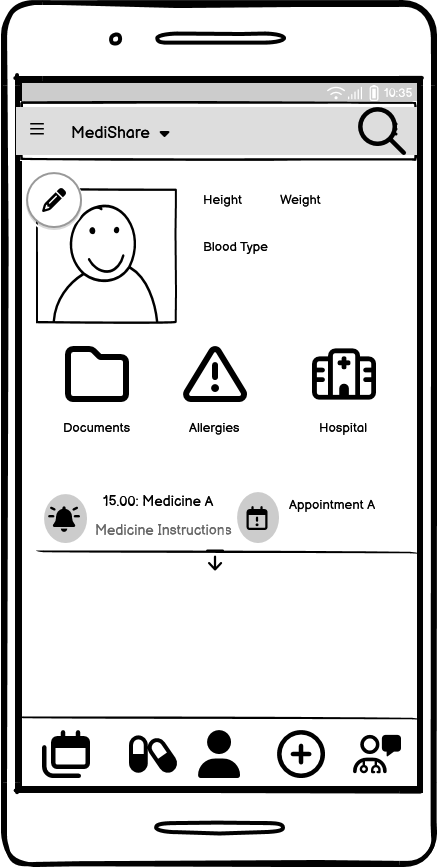 10:35
MediShare
Height Weight
Blood Type
Documents Allergies Hospital
15.00: Medicine A
Appointment A
Medicine Instructions